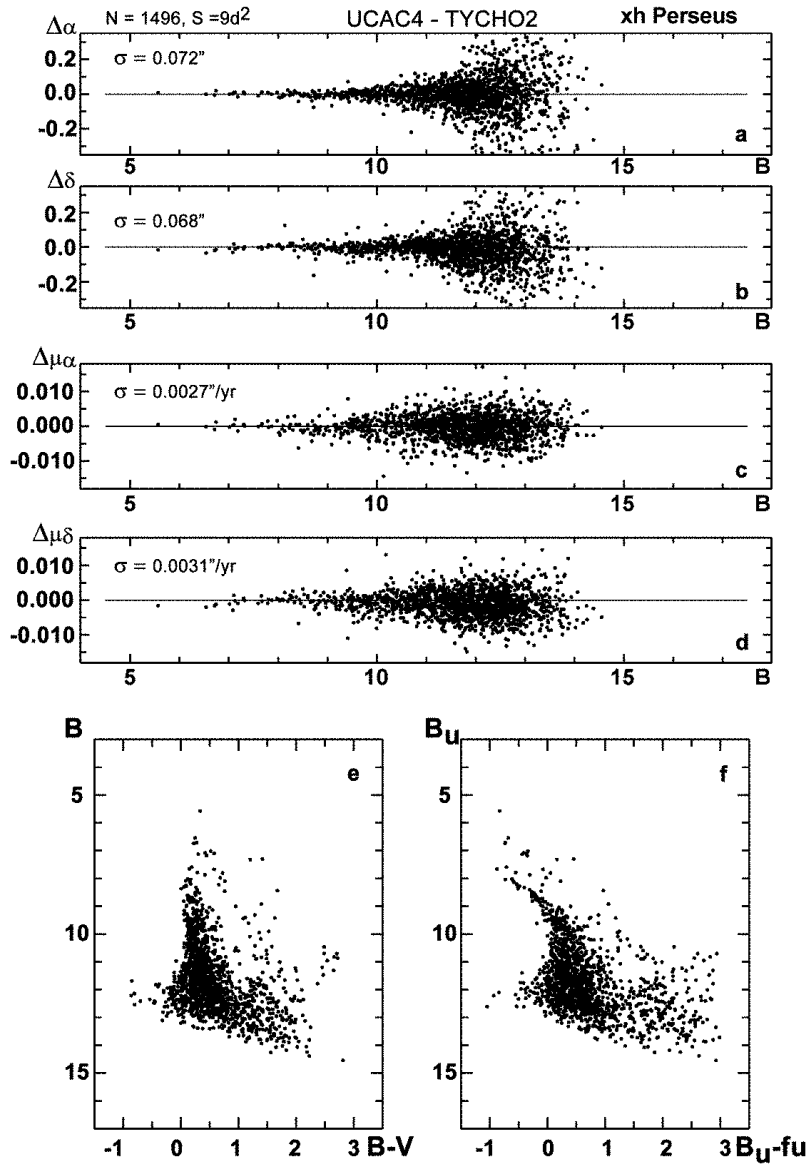 Δα N = 1496, S =9d² UCAC4 - TYCHO2 xh Perseus
σ = 0.072"
0.2
0.0
-0.2
a
5 10 15 B
Δδ
σ = 0.068"
0.2
0.0
-0.2
b
5 10 15 B
Δμα
σ = 0.0027"/yr
0.010
0.000
-0.010
c
5 10 15 B
Δμδ
σ = 0.0031"/yr
0.010
0.000
-0.010
d
5 10 15 B
B
e
5
10
15
-1 0 1 2 3 B-V
Bu
f
5
10
15
-1 0 1 2 3 Bu-fu